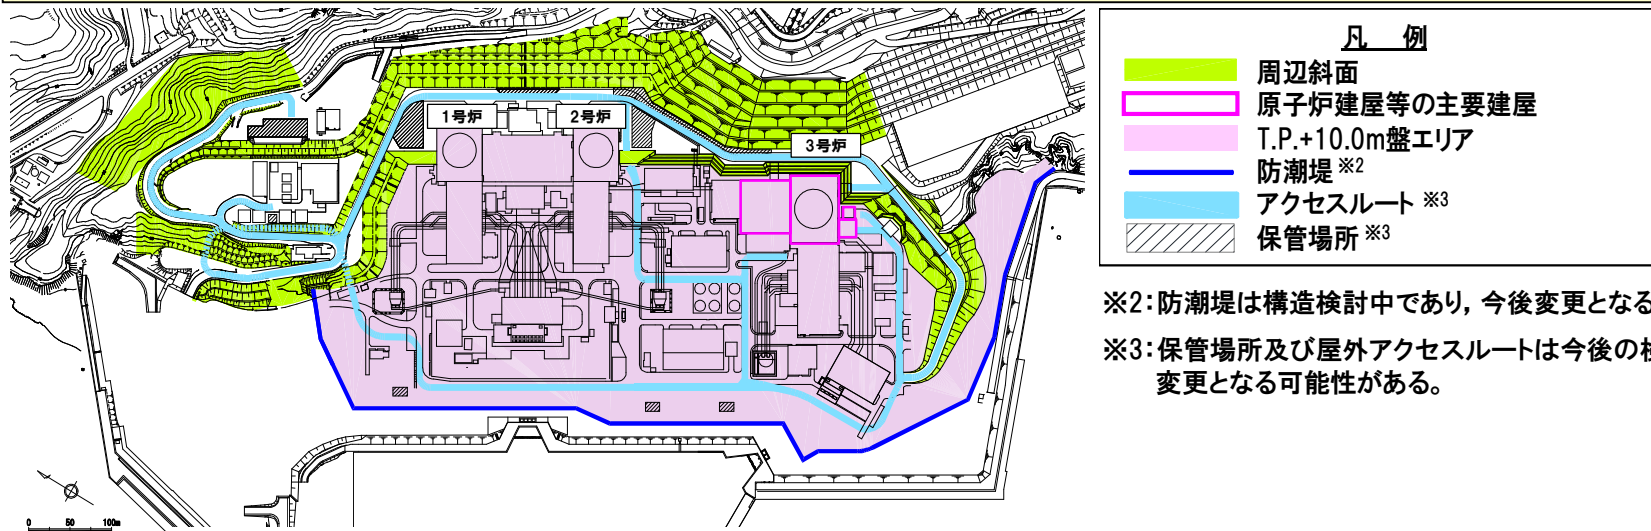 1号炉
2号炉
3号炉
0 50 100m
凡 例
周辺斜面
原子炉建屋等の主要建屋
T.P.+10.0m盤エリア
防潮堤※2
アクセスルート※3
保管場所※3
※2:防潮堤は構造検討中であり，今後変更となる
※3:保管場所及び屋外アクセスルートは今後の検
変更となる可能性がある。